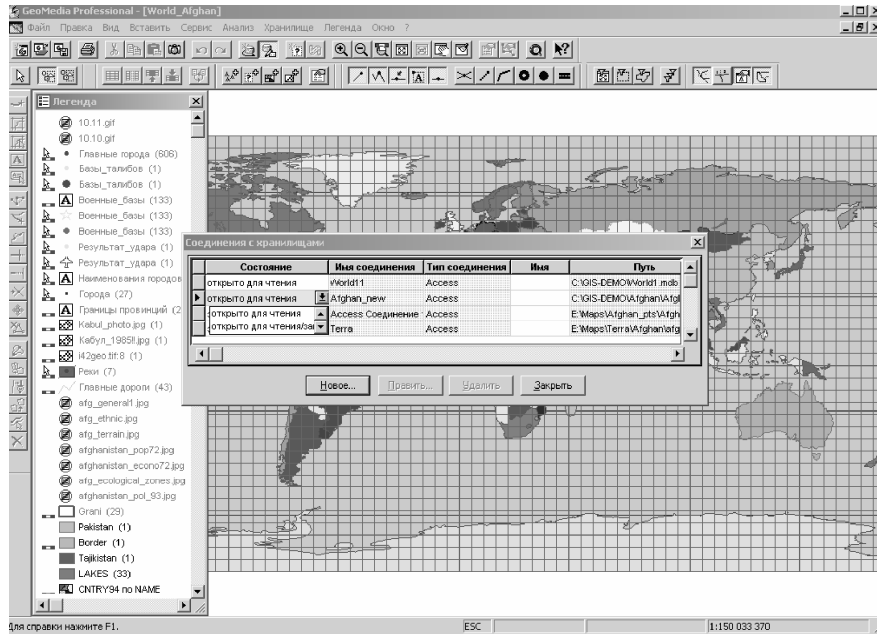 GeoMedia Professional - [World_Afghan]
Файл Правка Вид Вставить Сервис Анализ Хранилище Легенда Окно ?
Легенда
10.11.gif
10.10.gif
Главные города (606)
Базы_талибов (1)
Базы_талибов (1)
Военные_базы (133)
Военные_базы (133)
Военные_базы (133)
Результат_удара (1)
Результат_удара (1)
Наименования городов
Города (27)
Границы провинций (2
Kabul_photo.jpg (1)
Кабул_1985!!.jpg (1)
i42geo.tif:8 (1)
Реки (7)
Главные дороги (43)
afg_general1.jpg
afg_ethnic.jpg
afg_terrain.jpg
afghanistan_pop72.jpg
afghanistan_econo72.jpg
afg_ecological_zones.jpg
afghanistan_pol_93.jpg
Grani (29)
Pakistan (1)
Border (1)
Tajikistan (1)
LAKES (33)
CNTRY94 по NAME
Соединения с хранилищами
Состояние Имя соединения Тип соединения Имя Путь
открыто для чтения World11 Access C:\GIS-DEMO\World1.mdb
открыто для чтения Afghan_new Access C:\GIS-DEMO\Afghan\Afgl
открыто для чтения Access Соединение Access E:\Maps\Afghan_pts\Afgh
открыто для чтения/за Terra Access E:\Maps\Terra\Afghan\afg
Новое... Править... Удалить Закрыть
Для справки нажмите F1.
ESC
1:150 033 370